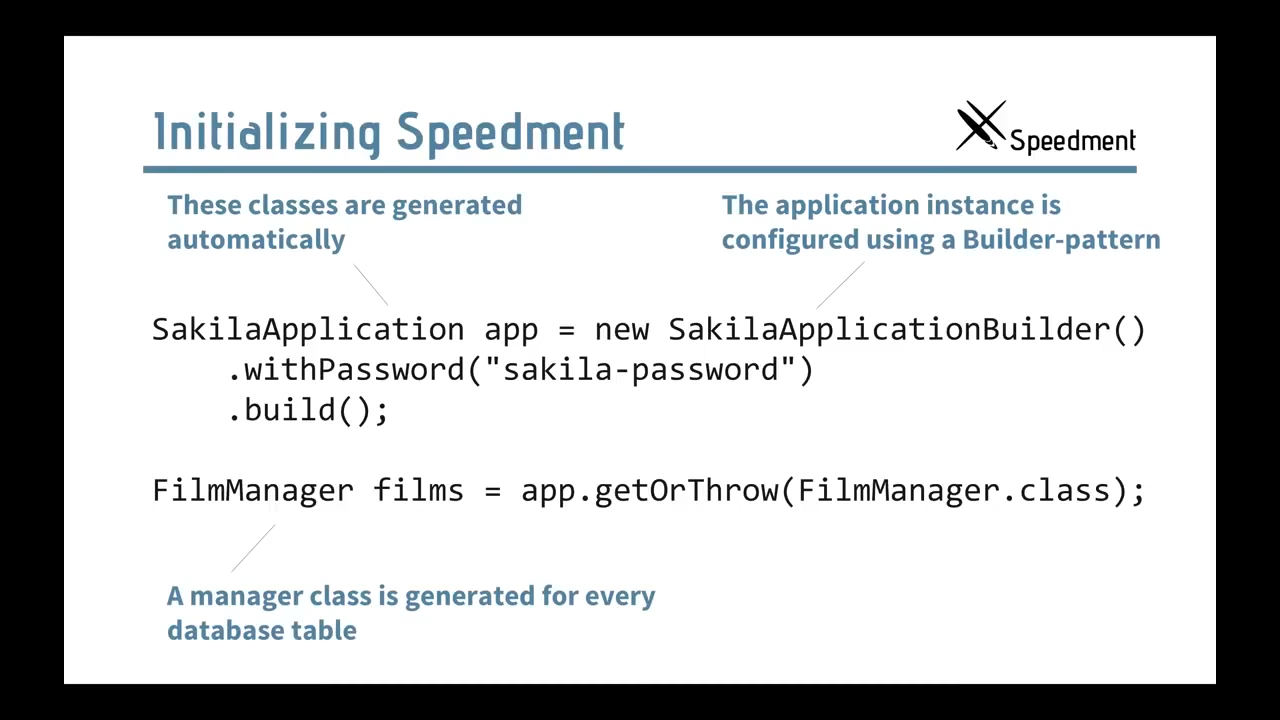 Initializing Speedment
Speedment
These classes are generated
automatically
The application instance is
configured using a Builder-pattern
SakilaApplication app = new SakilaApplicationBuilder()
.withPassword("sakila-password")
.build();
FilmManager films = app.getOrThrow(FilmManager.class);
A manager class is generated for every
database table